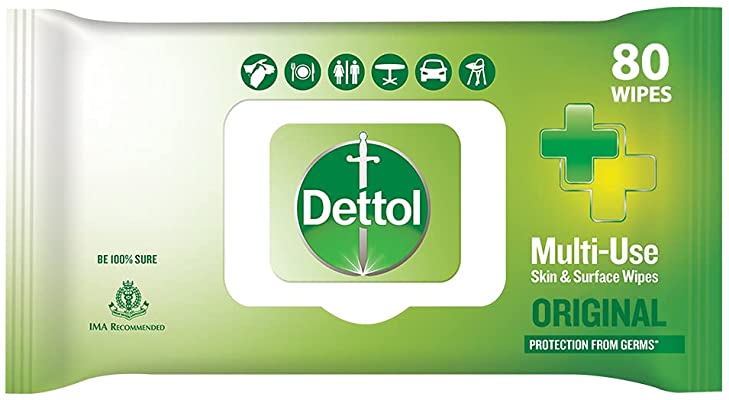 80
WIPES
Dettol
BE 100% SURE
IMA RECOMMENDED
Multi-Use
Skin & Surface Wipes
ORIGINAL
PROTECTION FROM GERMS*